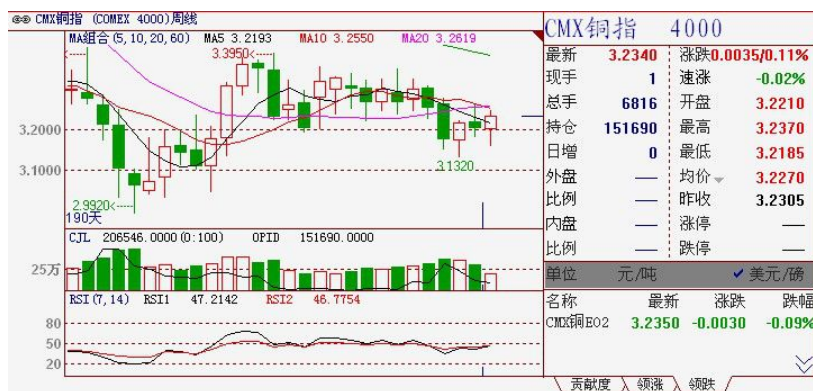 CMX铜指 (COMEX 4000)周线
MA组合(5,10,20,60) MA5 3.2193 MA10 3.2550 MA20 3.2619
3.3950<
3.2000
3.1000
3.1320
2.9920<
190天
CJL 206546.0000(0:100) OPID 151690.0000
25万
RSI(7,14) RSI1 47.2142 RSI2 46.7754
80
50
20
CMX铜指 4000
最新 3.2340 涨跌 0.0035/0.11%
现手 1 速涨 -0.02%
总手 6816 开盘 3.2210
持仓 151690 最高 3.2370
日增 0 最低 3.2185
外盘 — 均价 3.2270
比例 — 昨收 3.2305
内盘 — 涨停 —
比例 — 跌停 —
单位 元/吨 ✓美元/磅
名称 最新 涨跌 跌幅
CMX铜E02 3.2350 -0.0030 -0.09%
贡献度 领涨 领跌